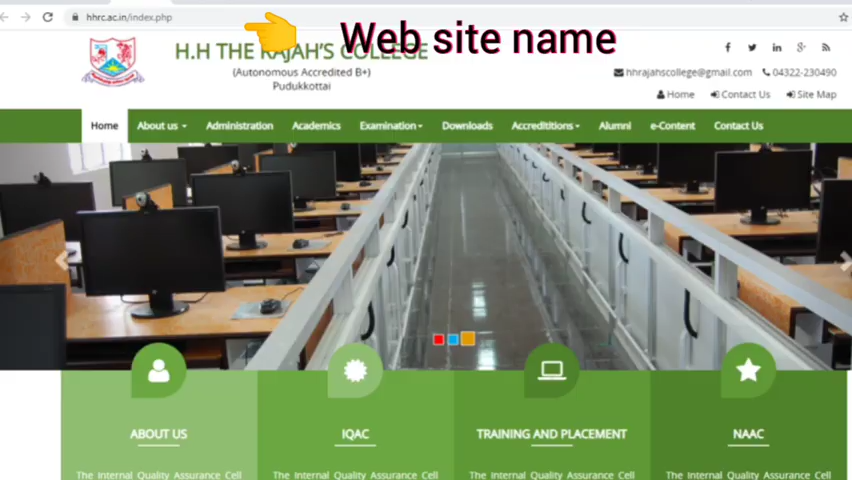 hhrc.ac.in/index.php
Web site name
H.H THE RAJAH'S COLLEGE
(Autonomous Accredited B+)
Pudukkottai
hhrajahscollege@gmail.com 04322-230490
Home Contact Us Site Map
Home About us Administration Academics Examination Downloads Accredititions Alumni e-Content Contact Us
ABOUT US IQAC TRAINING AND PLACEMENT NAAC
The Internal Quality Assurance Cell The Internal Quality Assurance Cell The Internal Quality Assurance Cell The Internal Quality Assurance Cell